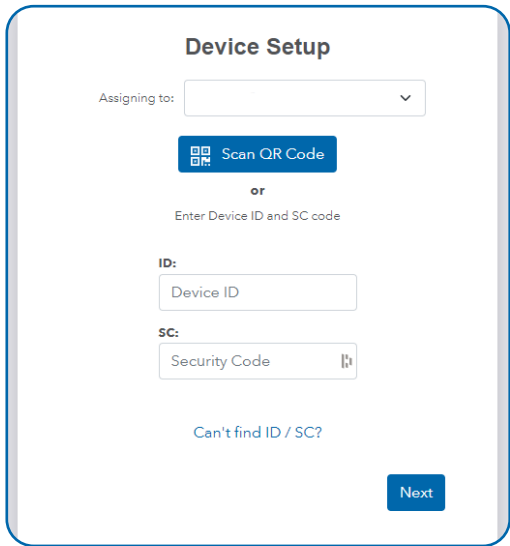 Device Setup
Assigning to:
Scan QR Code
or
Enter Device ID and SC code
ID:
Device ID
SC:
Security Code
Can't find ID / SC?
Next